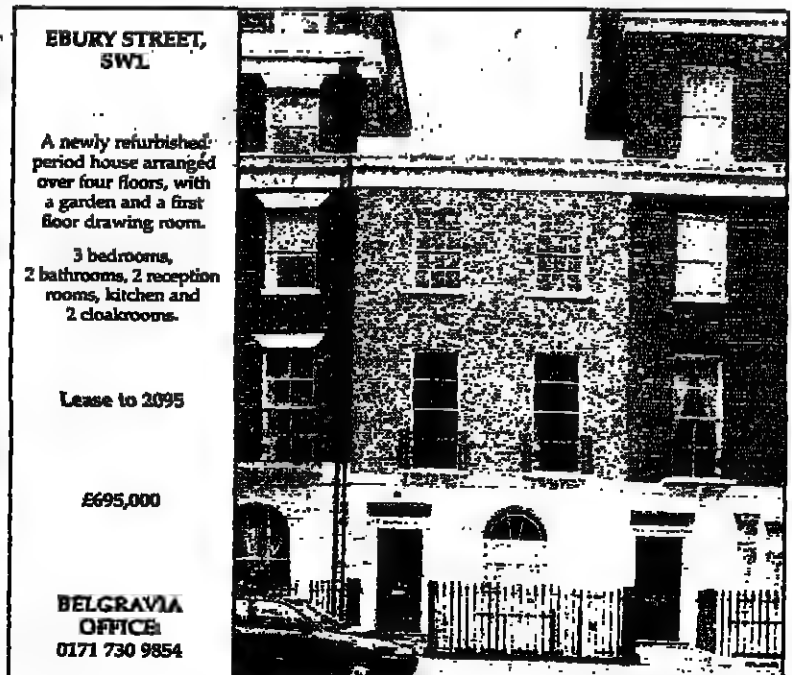 EBURY STREET,
SW1.
A newly refurbished
period house arranged
over four floors, with
a garden and a first
floor drawing room.
3 bedrooms,
2 bathrooms, 2 reception
rooms, kitchen and
2 cloakrooms.
Lease to 2095
£695,000
BELGRAVIA
OFFICE:
0171 730 9854